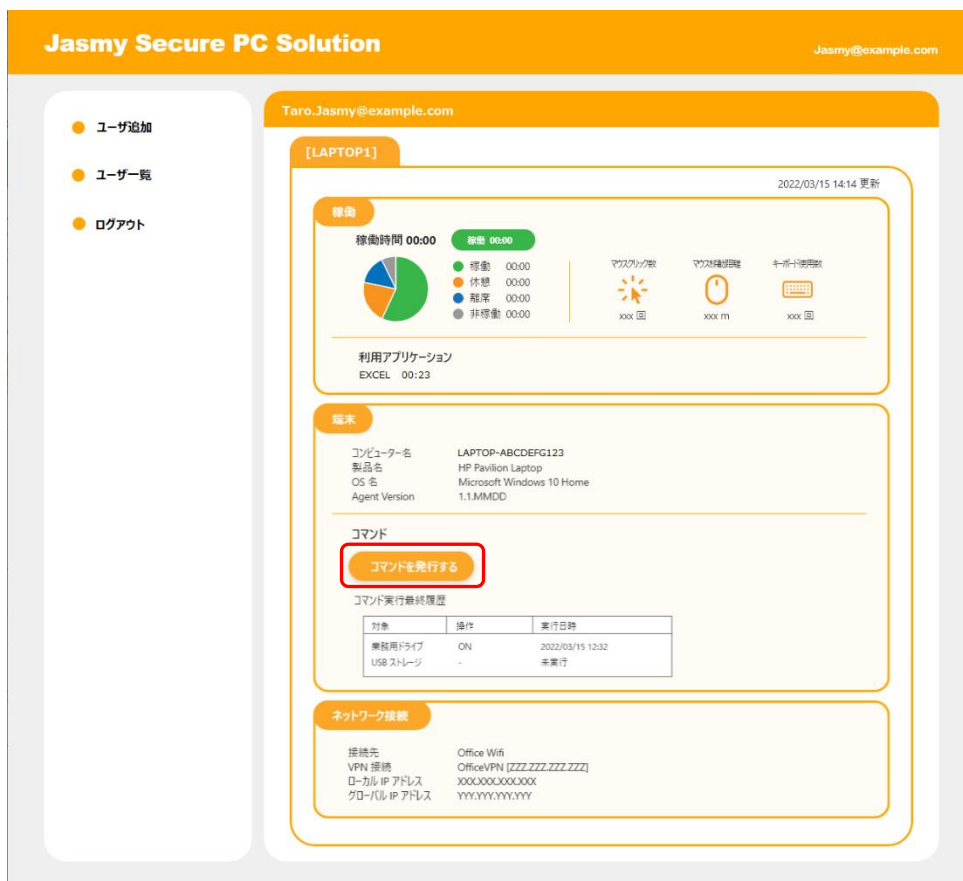 Jasmy Secure PC Solution
Jasmy@example.com
ユーザ追加
ユーザ一覧
ログアウト
Taro.Jasmy@example.com
[LAPTOP1]
2022/03/15 14:14 更新
稼働
稼働時間 00:00
稼働 00:00
稼働 00:00
休憩 00:00
離席 00:00
非稼働 00:00
マウスクリック数
マウス移動距離
キーボード使用数
xxx 回
xxx m
xxx 回
利用アプリケーション
EXCEL 00:23
端末
コンピューター名 LAPTOP-ABCDEFG123
製品名 HP Pavilion Laptop
OS 名 Microsoft Windows 10 Home
Agent Version 1.1.MMDD
コマンド
コマンドを発行する
コマンド実行最終履歴
対象 操作 実行日時
業務用ドライブ ON 2022/03/15 12:32
USB ストレージ - 未実行
ネットワーク接続
接続先 Office Wifi
VPN 接続 OfficeVPN [ZZZ.ZZZ.ZZZ.ZZZ]
ローカル IP アドレス XXX.XXX.XXX.XXX
グローバル IP アドレス YYY.YYY.YYY.YYY